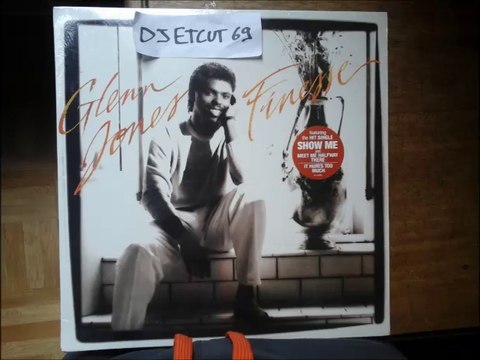 DJ ETCUT 69
Glenn
Jones
Finesse
featuring
the HIT SINGLE
SHOW ME
MEET ME HALFWAY
THERE
IT HURTS TOO
MUCH